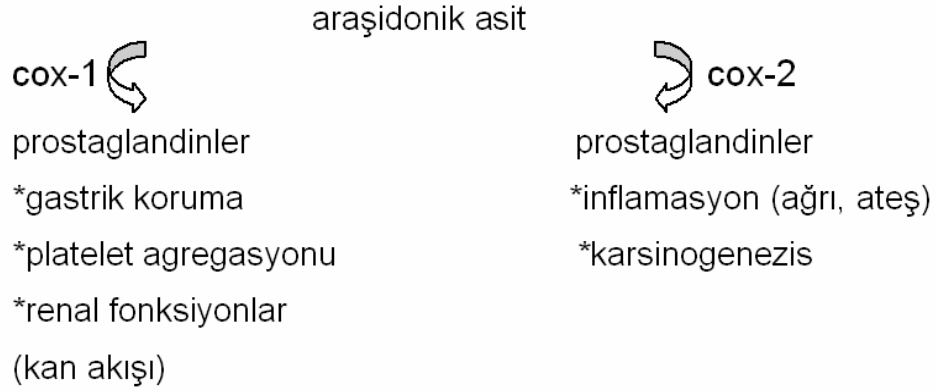 araşidonik asit
cox-1
cox-2
prostaglandinler
*gastrik koruma
*platelet agregasyonu
*renal fonksiyonlar
(kan akışı)
prostaglandinler
*inflamasyon (ağrı, ateş)
*karsinogenezis